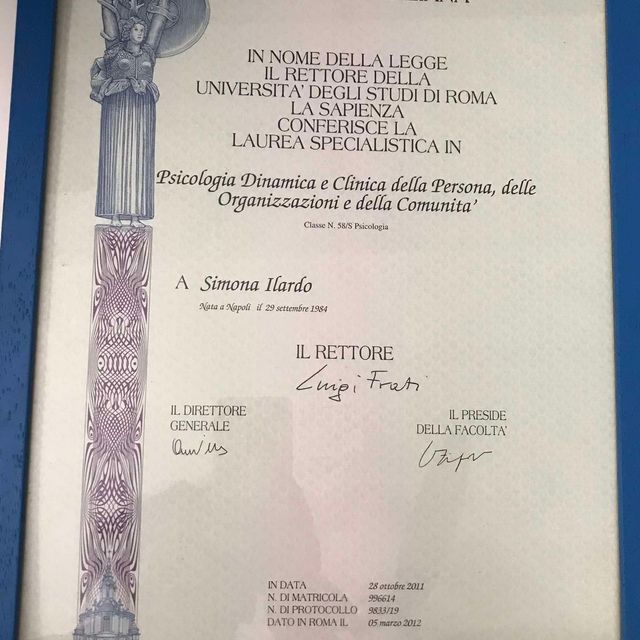 IN NOME DELLA LEGGE
IL RETTORE DELLA
UNIVERSITA' DEGLI STUDI DI ROMA
LA SAPIENZA
CONFERISCE LA
LAUREA SPECIALISTICA IN
Psicologia Dinamica e Clinica della Persona, delle
Organizzazioni e della Comunita'
Classe N. 58/S Psicologia
A Simona Ilardo
Nata a Napoli il 29 settembre 1984
IL RETTORE
Luigi Frati
IL DIRETTORE
GENERALE
IL PRESIDE
DELLA FACOLTA'
IN DATA 28 ottobre 2011
N. DI MATRICOLA 996614
N. DI PROTOCOLLO 9833/19
DATO IN ROMA IL 05 marzo 2012